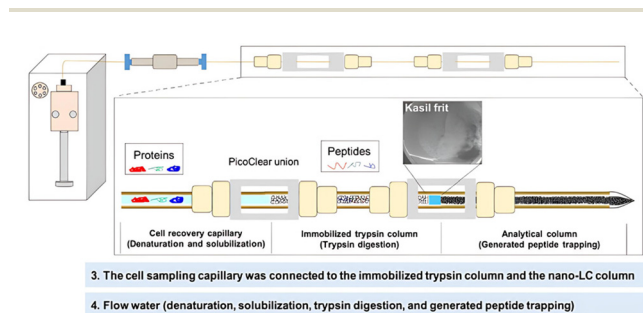 Kasil frit
Proteins
PicoClear union
Peptides
Cell recovery capillary
(Denaturation and solubilization)
Immobilized trypsin column
(Trypsin digestion)
Analytical column
(Generated peptide trapping)
3. The cell sampling capillary was connected to the immobilized trypsin column and the nano-LC column
4. Flow water (denaturation, solubilization, trypsin digestion, and generated peptide trapping)